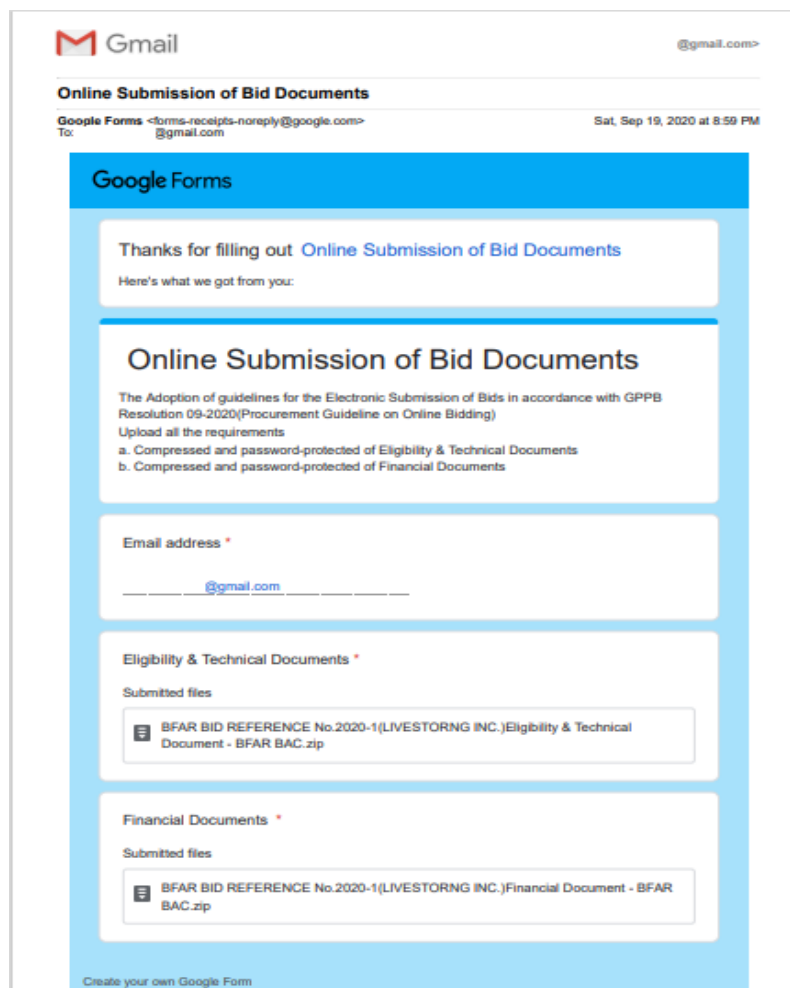 Gmail
@gmail.com>
Online Submission of Bid Documents
Goople Forms <forms-receipts-noreply@google.com>
Sat, Sep 19, 2020 at 8:59 PM
To: @gmail.com
Google Forms
Thanks for filling out Online Submission of Bid Documents
Here's what we got from you:
Online Submission of Bid Documents
The Adoption of guidelines for the Electronic Submission of Bids in accordance with GPPB
Resolution 09-2020(Procurement Guideline on Online Bidding)
Upload all the requirements
a. Compressed and password-protected of Eligibility & Technical Documents
b. Compressed and password-protected of Financial Documents
Email address *
@gmail.com
Eligibility & Technical Documents *
Submitted files
BFAR BID REFERENCE No.2020-1(LIVESTORNG INC.)Eligibility & Technical
Document - BFAR BAC.zip
Financial Documents *
Submitted files
BFAR BID REFERENCE No.2020-1(LIVESTORNG INC.)Financial Document - BFAR
BAC.zip
Create your own Google Form